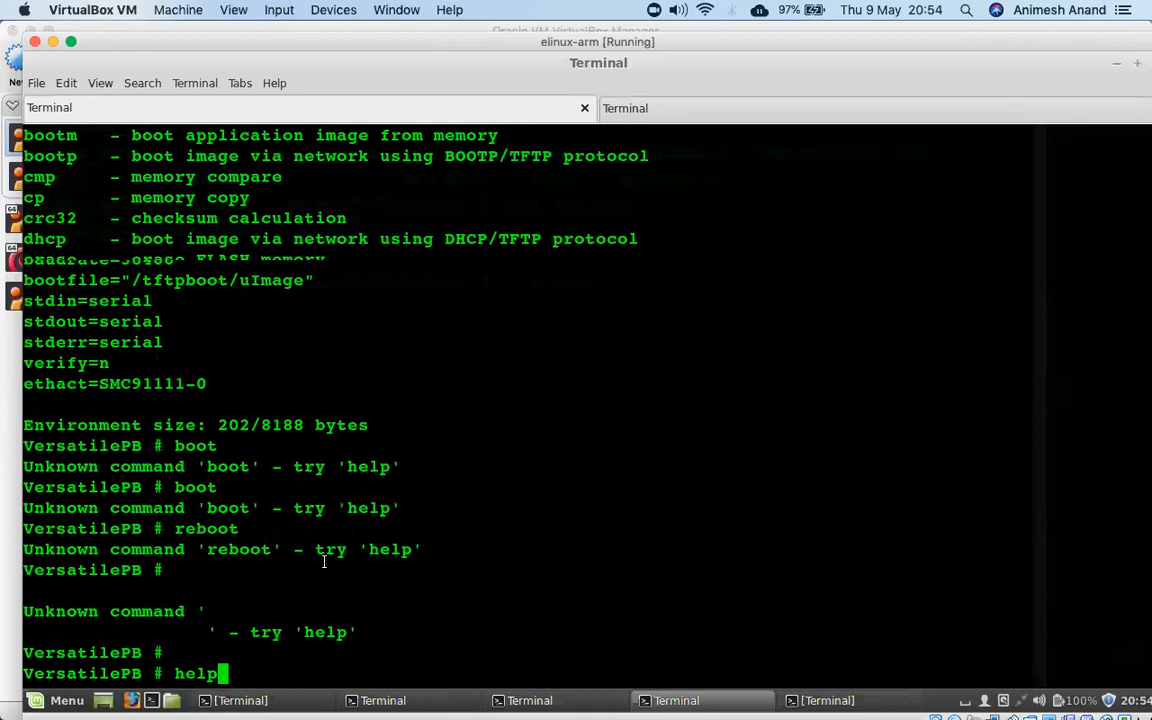 VirtualBox VM Machine View Input Devices Window Help 97% Thu 9 May 20:54 Animesh Anand
Oracle VM VirtualBox Manager
elinux-arm [Running]
Terminal
File Edit View Search Terminal Tabs Help
Terminal Terminal
bootm - boot application image from memory
bootp - boot image via network using BOOTP/TFTP protocol
cmp - memory compare
cp - memory copy
crc32 - checksum calculation
dhcp - boot image via network using DHCP/TFTP protocol
FLASH memory
bootfile="/tftpboot/uImage"
stdin=serial
stdout=serial
stderr=serial
verify=n
ethact=SMC91111-0
Environment size: 202/8188 bytes
VersatilePB # boot
Unknown command 'boot' - try 'help'
VersatilePB # boot
Unknown command 'boot' - try 'help'
VersatilePB # reboot
Unknown command 'reboot' - try 'help'
VersatilePB #
Unknown command '
' - try 'help'
VersatilePB #
VersatilePB # help
Menu [Terminal] Terminal Terminal Terminal [Terminal] 100% 20:54